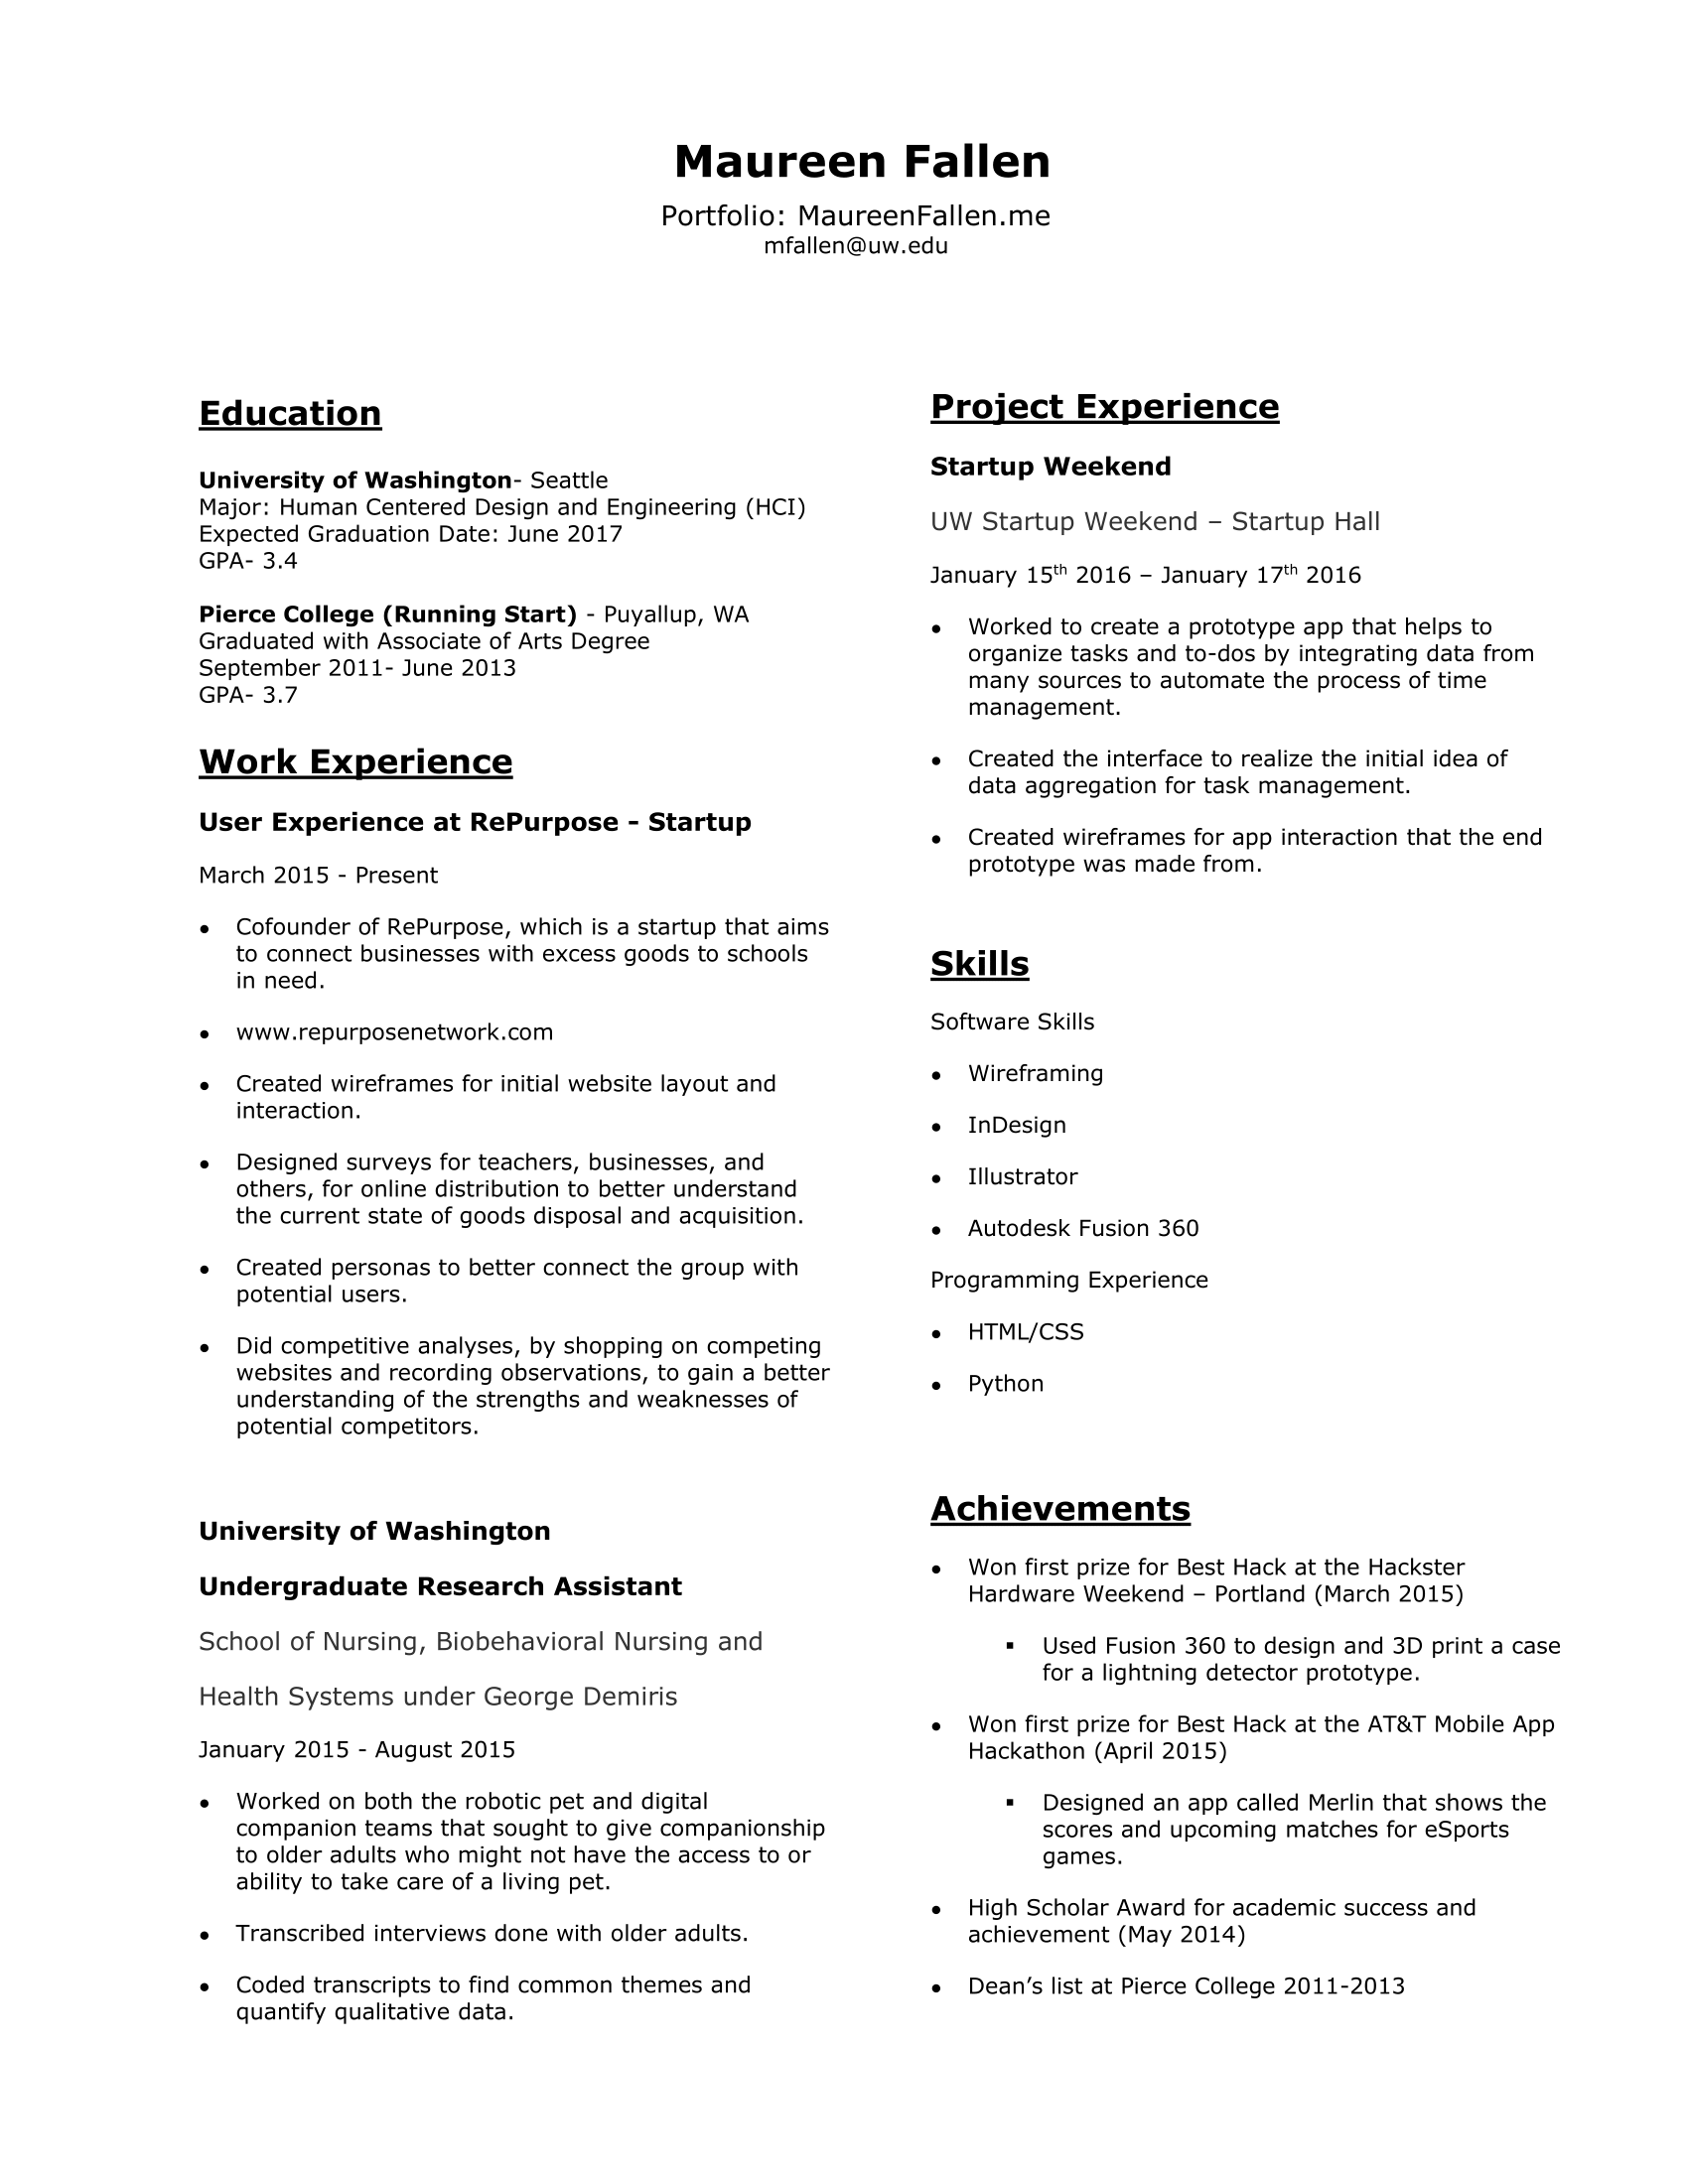 Maureen Fallen
Portfolio: MaureenFallen.me
mfallen@uw.edu
Education
University of Washington- Seattle
Major: Human Centered Design and Engineering (HCI)
Expected Graduation Date: June 2017
GPA- 3.4
Pierce College (Running Start) - Puyallup, WA
Graduated with Associate of Arts Degree
September 2011- June 2013
GPA- 3.7
Work Experience
User Experience at RePurpose – Startup
March 2015 - Present
● Cofounder of RePurpose, which is a startup that aims
to connect businesses with excess goods to schools
in need.
● www.repurposenetwork.com
● Created wireframes for initial website layout and
interaction.
● Designed surveys for teachers, businesses, and
others, for online distribution to better understand
the current state of goods disposal and acquisition.
● Created personas to better connect the group with
potential users.
● Did competitive analyses, by shopping on competing
websites and recording observations, to gain a better
understanding of the strengths and weaknesses of
potential competitors.
University of Washington
Undergraduate Research Assistant
School of Nursing, Biobehavioral Nursing and
Health Systems under George Demiris
January 2015 - August 2015
● Worked on both the robotic pet and digital
companion teams that sought to give companionship
to older adults who might not have the access to or
ability to take care of a living pet.
● Transcribed interviews done with older adults.
● Coded transcripts to find common themes and
quantify qualitative data.
Project Experience
Startup Weekend
UW Startup Weekend – Startup Hall
January 15th 2016 – January 17th 2016
● Worked to create a prototype app that helps to
organize tasks and to-dos by integrating data from
many sources to automate the process of time
management.
● Created the interface to realize the initial idea of
data aggregation for task management.
● Created wireframes for app interaction that the end
prototype was made from.
Skills
Software Skills
● Wireframing
● InDesign
● Illustrator
● Autodesk Fusion 360
Programming Experience
● HTML/CSS
● Python
Achievements
● Won first prize for Best Hack at the Hackster
Hardware Weekend – Portland (March 2015)
▪ Used Fusion 360 to design and 3D print a case
for a lightning detector prototype.
● Won first prize for Best Hack at the AT&T Mobile App
Hackathon (April 2015)
▪ Designed an app called Merlin that shows the
scores and upcoming matches for eSports
games.
● High Scholar Award for academic success and
achievement (May 2014)
● Dean’s list at Pierce College 2011-2013